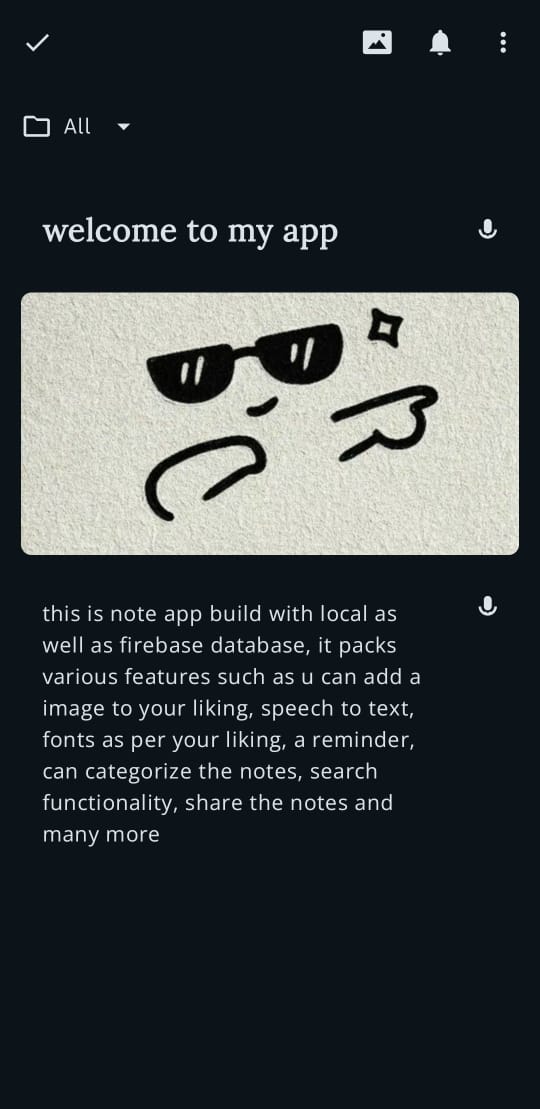 All
welcome to my app
this is note app build with local as
well as firebase database, it packs
various features such as u can add a
image to your liking, speech to text,
fonts as per your liking, a reminder,
can categorize the notes, search
functionality, share the notes and
many more